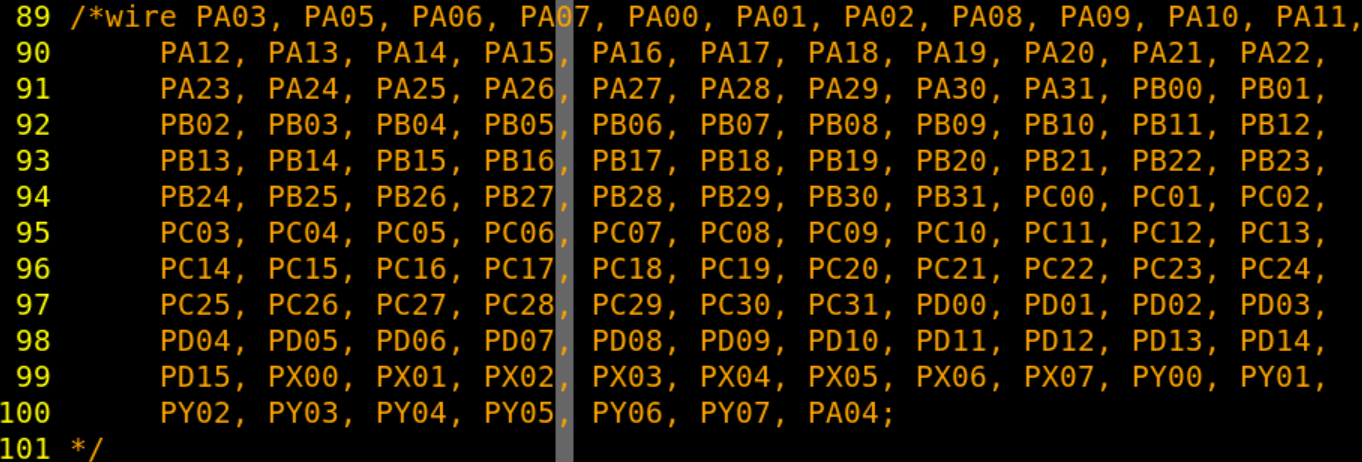 89 /*wire PA03, PA05, PA06, PA07, PA00, PA01, PA02, PA08, PA09, PA10, PA11,
90 PA12, PA13, PA14, PA15, PA16, PA17, PA18, PA19, PA20, PA21, PA22,
91 PA23, PA24, PA25, PA26, PA27, PA28, PA29, PA30, PA31, PB00, PB01,
92 PB02, PB03, PB04, PB05, PB06, PB07, PB08, PB09, PB10, PB11, PB12,
93 PB13, PB14, PB15, PB16, PB17, PB18, PB19, PB20, PB21, PB22, PB23,
94 PB24, PB25, PB26, PB27, PB28, PB29, PB30, PB31, PC00, PC01, PC02,
95 PC03, PC04, PC05, PC06, PC07, PC08, PC09, PC10, PC11, PC12, PC13,
96 PC14, PC15, PC16, PC17, PC18, PC19, PC20, PC21, PC22, PC23, PC24,
97 PC25, PC26, PC27, PC28, PC29, PC30, PC31, PD00, PD01, PD02, PD03,
98 PD04, PD05, PD06, PD07, PD08, PD09, PD10, PD11, PD12, PD13, PD14,
99 PD15, PX00, PX01, PX02, PX03, PX04, PX05, PX06, PX07, PY00, PY01,
100 PY02, PY03, PY04, PY05, PY06, PY07, PA04;
101 */